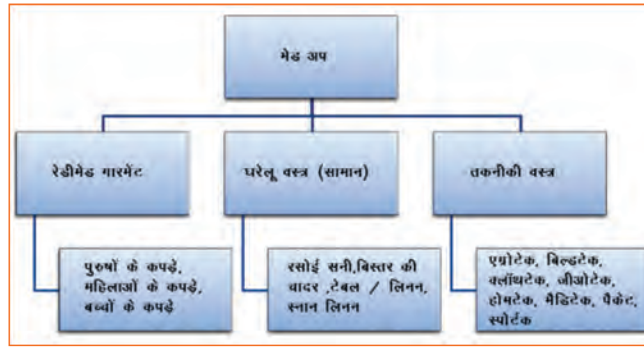 मेड अप
रेडीमेड गारमेंट
घरेलू वस्त्र (सामान)
तकनीकी वस्त्र
पुरुषों के कपड़े,
महिलाओं के कपड़े,
बच्चों के कपड़े
रसोई सनी,बिस्तर की
चादर ,टेबल / लिनन,
स्नान लिनन
एग्रोटेक, बिल्डटेक,
क्लॉथटेक, जीओटेक,
होमटेक, मैडिटेक, पैकेट,
स्पोर्टक